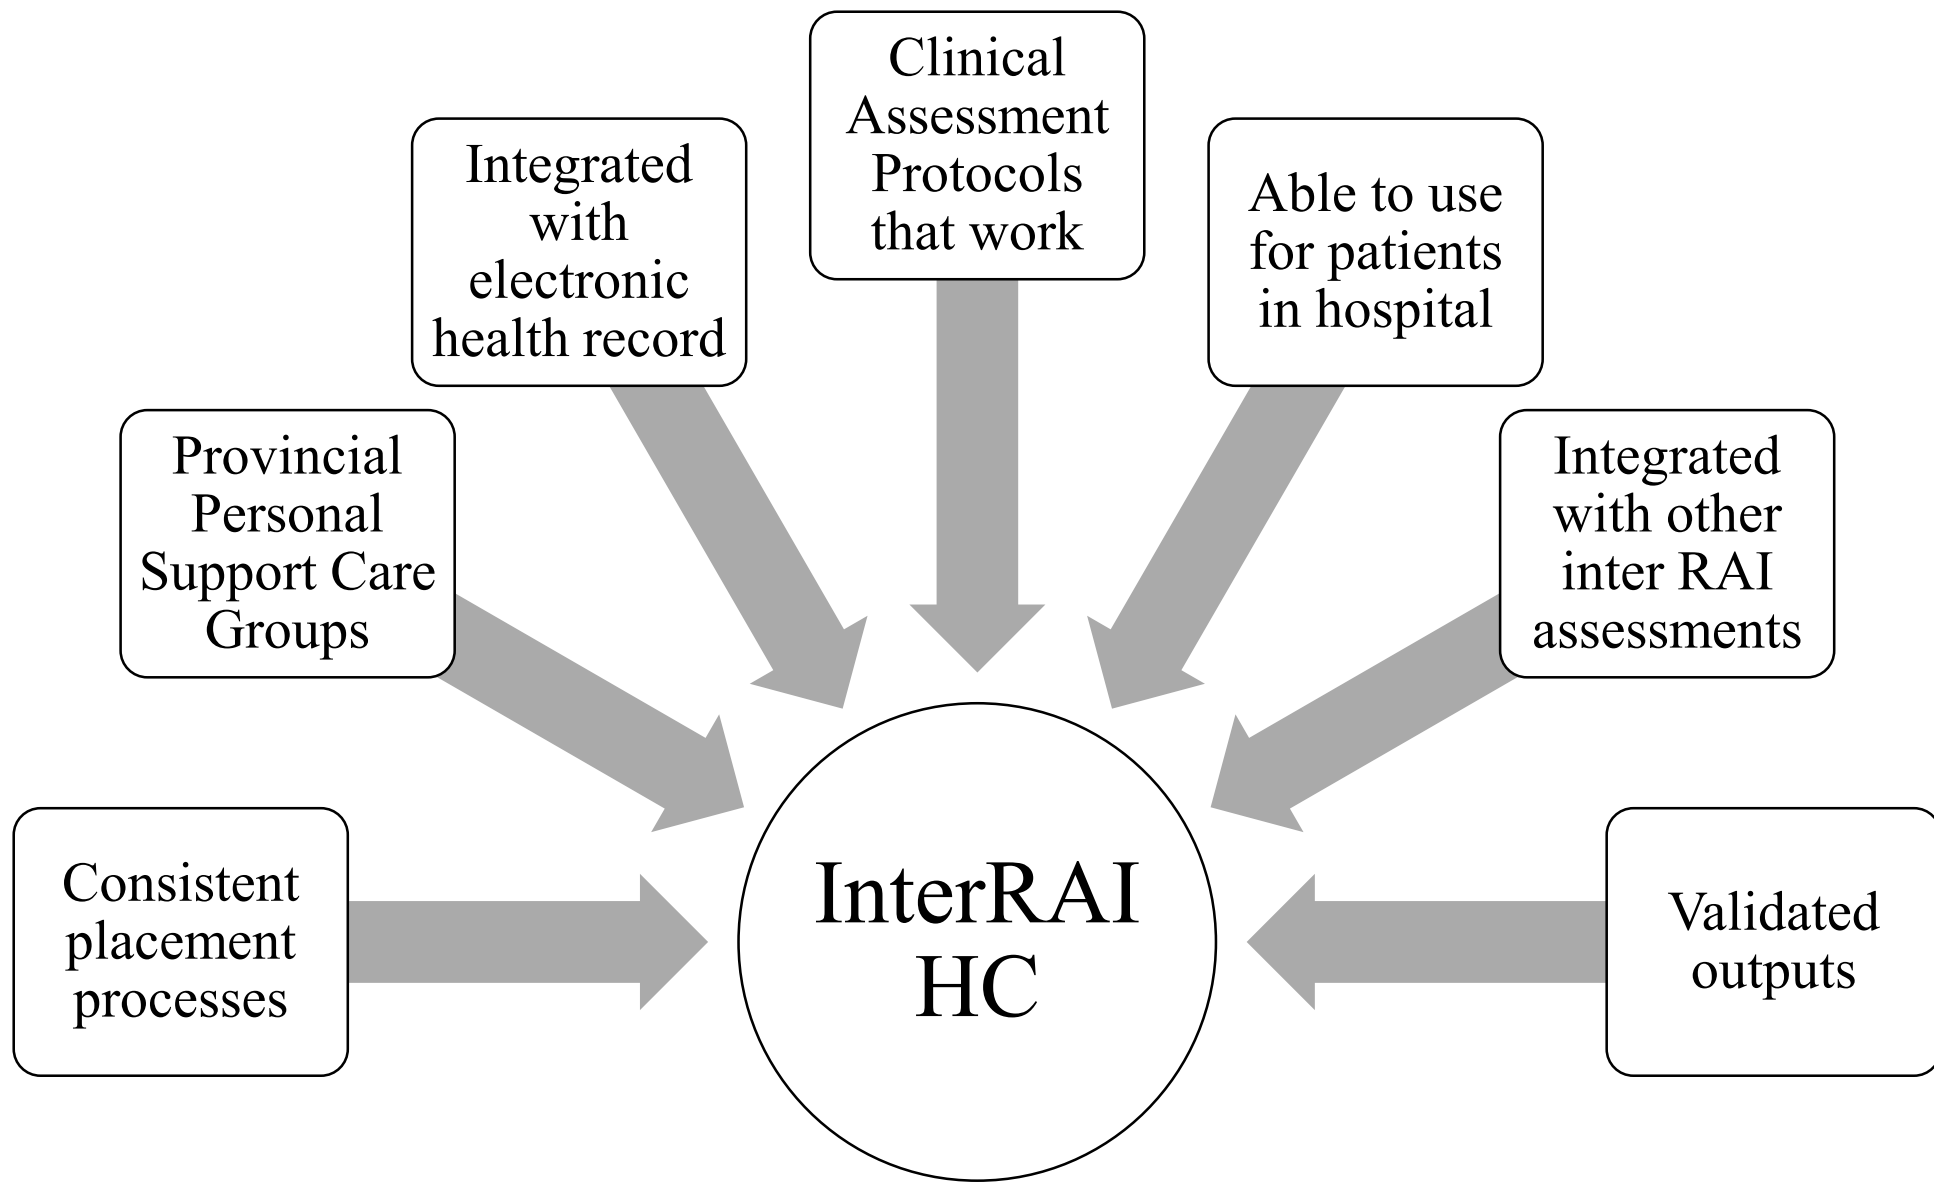 Clinical
Assessment
Protocols
that work
Integrated
with
electronic
health record
Able to use
for patients
in hospital
Provincial
Personal
Support Care
Groups
Integrated
with other
inter RAI
assessments
Consistent
placement
processes
InterRAI
HC
Validated
outputs